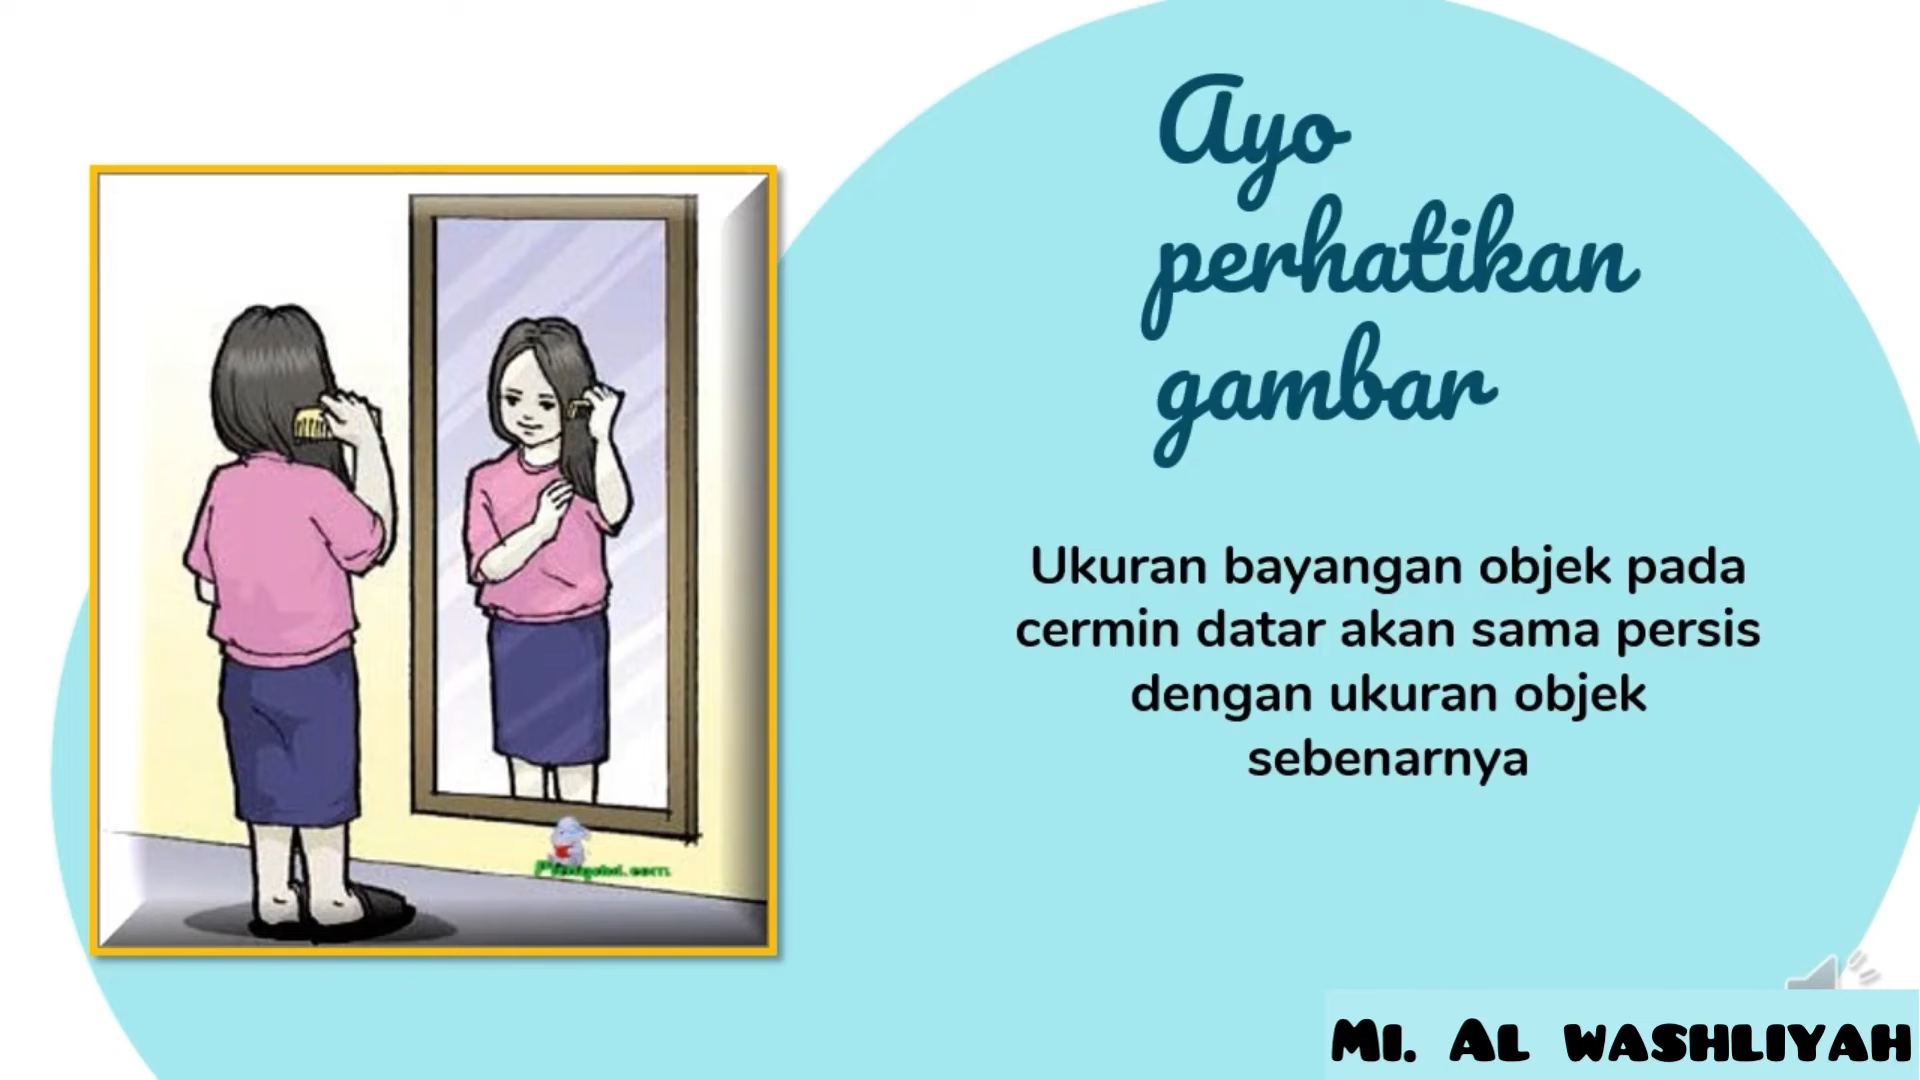 Ayo
perhatikan
gambar
Ukuran bayangan objek pada
cermin datar akan sama persis
dengan ukuran objek
sebenarnya
MI. AL WASHLIYAH